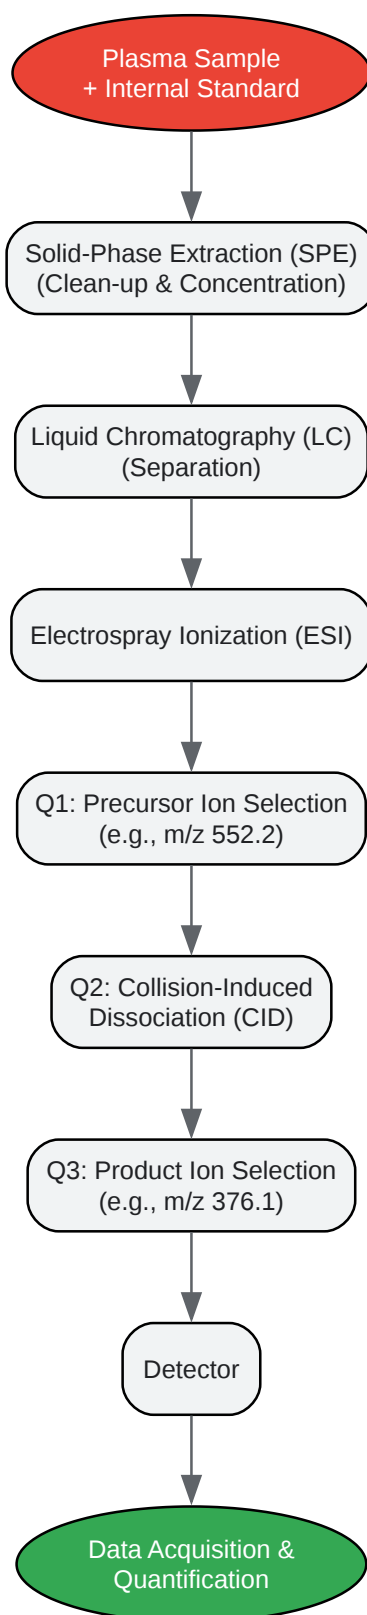 Plasma Sample
+ Internal Standard
Solid-Phase Extraction (SPE)
(Clean-up & Concentration)
Liquid Chromatography (LC)
(Separation)
Electrospray Ionization (ESI)
Q1: Precursor Ion Selection
(e.g., m/z 552.2)
Q2: Collision-Induced
Dissociation (CID)
Q3: Product Ion Selection
(e.g., m/z 376.1)
Detector
Data Acquisition &
Quantification